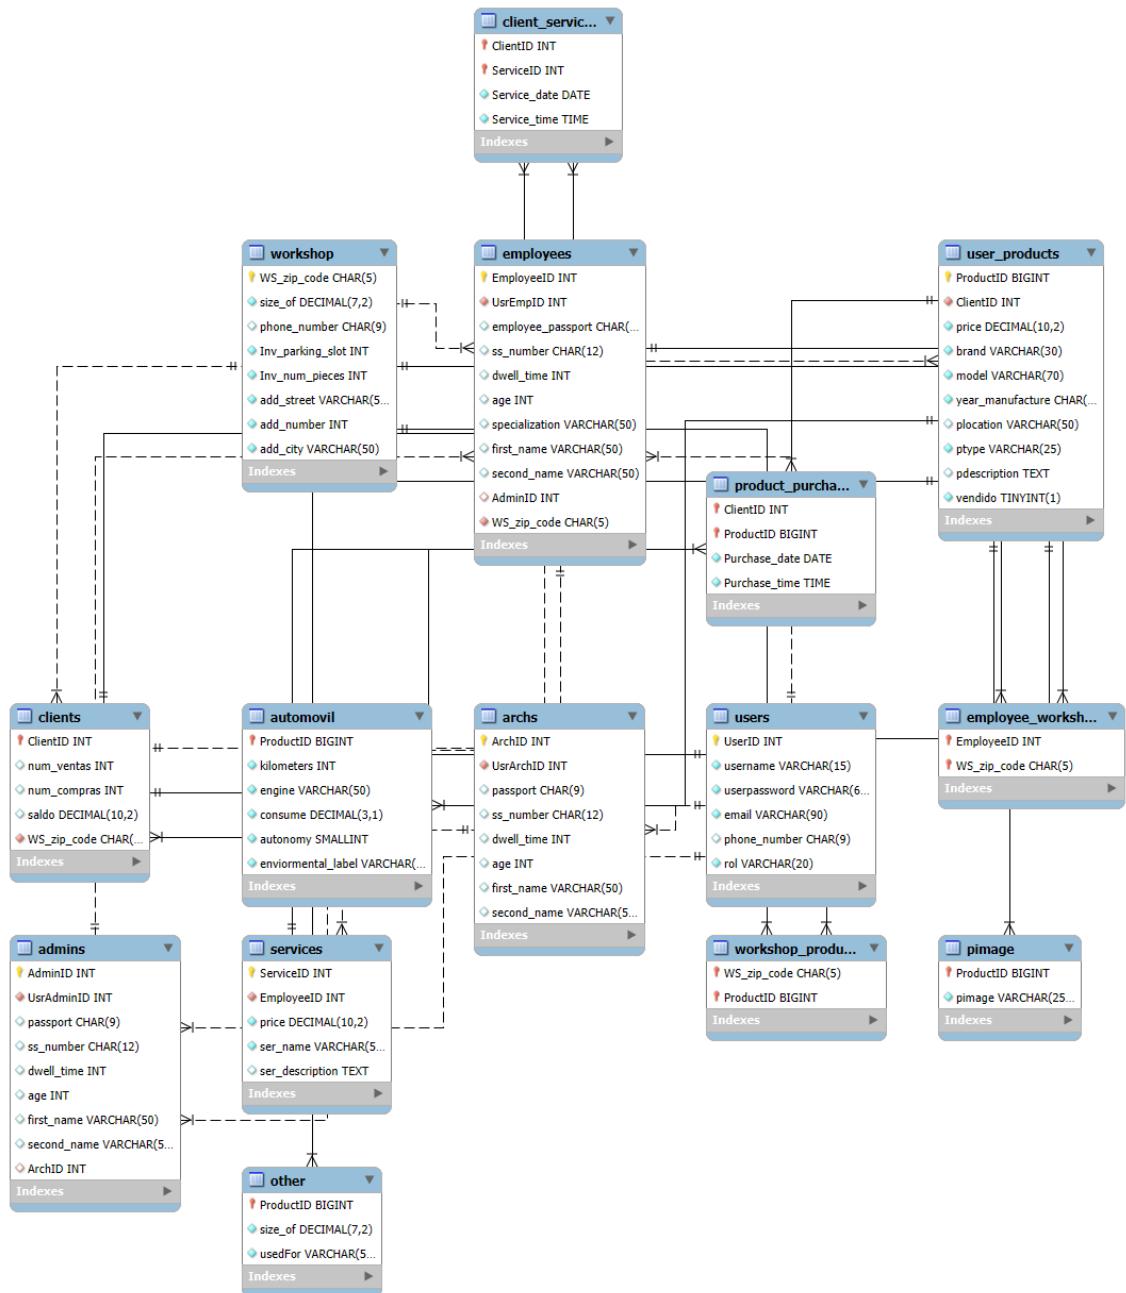 client_servic...
ClientID INT
ServiceID INT
Service_date DATE
Service_time TIME
Indexes
workshop
WS_zip_code CHAR(5)
size_of DECIMAL(7,2)
phone_number CHAR(9)
Inv_parking_slot INT
Inv_num_pieces INT
add_street VARCHAR(5...
add_number INT
add_city VARCHAR(50)
Indexes
employees
EmployeeID INT
UsrEmpID INT
employee_passport CHAR(...
ss_number CHAR(12)
dwell_time INT
age INT
specialization VARCHAR(50)
first_name VARCHAR(50)
second_name VARCHAR(50)
AdminID INT
WS_zip_code CHAR(5)
Indexes
user_products
ProductID BIGINT
ClientID INT
price DECIMAL(10,2)
brand VARCHAR(30)
model VARCHAR(70)
year_manufacture CHAR(...
plocation VARCHAR(50)
ptype VARCHAR(25)
pdescription TEXT
vendido TINYINT(1)
Indexes
product_purcha...
ClientID INT
ProductID BIGINT
Purchase_date DATE
Purchase_time TIME
Indexes
clients
ClientID INT
num_ventas INT
num_compras INT
saldo DECIMAL(10,2)
WS_zip_code CHAR(...
Indexes
automovil
ProductID BIGINT
kilometers INT
engine VARCHAR(50)
consume DECIMAL(3,1)
autonomy SMALLINT
enviormental_label VARCHAR(...
Indexes
archs
ArchID INT
UsrArchID INT
passport CHAR(9)
ss_number CHAR(12)
dwell_time INT
age INT
first_name VARCHAR(50)
second_name VARCHAR(5...
Indexes
users
UserID INT
username VARCHAR(15)
userpassword VARCHAR(6...
email VARCHAR(90)
phone_number CHAR(9)
rol VARCHAR(20)
Indexes
employee_worksh...
EmployeeID INT
WS_zip_code CHAR(5)
Indexes
admins
AdminID INT
UsrAdminID INT
passport CHAR(9)
ss_number CHAR(12)
dwell_time INT
age INT
first_name VARCHAR(50)
second_name VARCHAR(5...
ArchID INT
Indexes
services
ServiceID INT
EmployeeID INT
price DECIMAL(10,2)
ser_name VARCHAR(5...
ser_description TEXT
Indexes
workshop_produ...
WS_zip_code CHAR(5)
ProductID BIGINT
Indexes
pimage
ProductID BIGINT
pimage VARCHAR(25...
Indexes
other
ProductID BIGINT
size_of DECIMAL(7,2)
usedFor VARCHAR(5...
Indexes